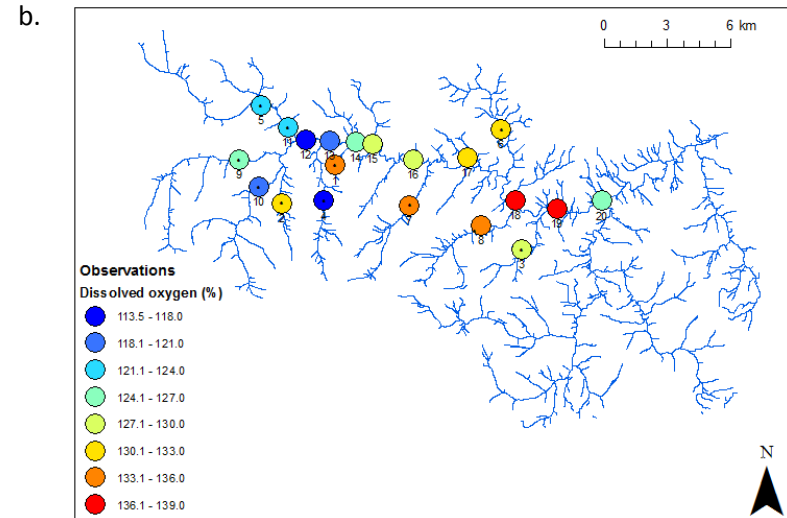 b.
0 3 6 km
5
11
12 13 14 15
9 1 16 17 6
10 2 4 7 18 19 20
8
3
Observations
Dissolved oxygen (%)
113.5 - 118.0
118.1 - 121.0
121.1 - 124.0
124.1 - 127.0
127.1 - 130.0
130.1 - 133.0
133.1 - 136.0
136.1 - 139.0
N